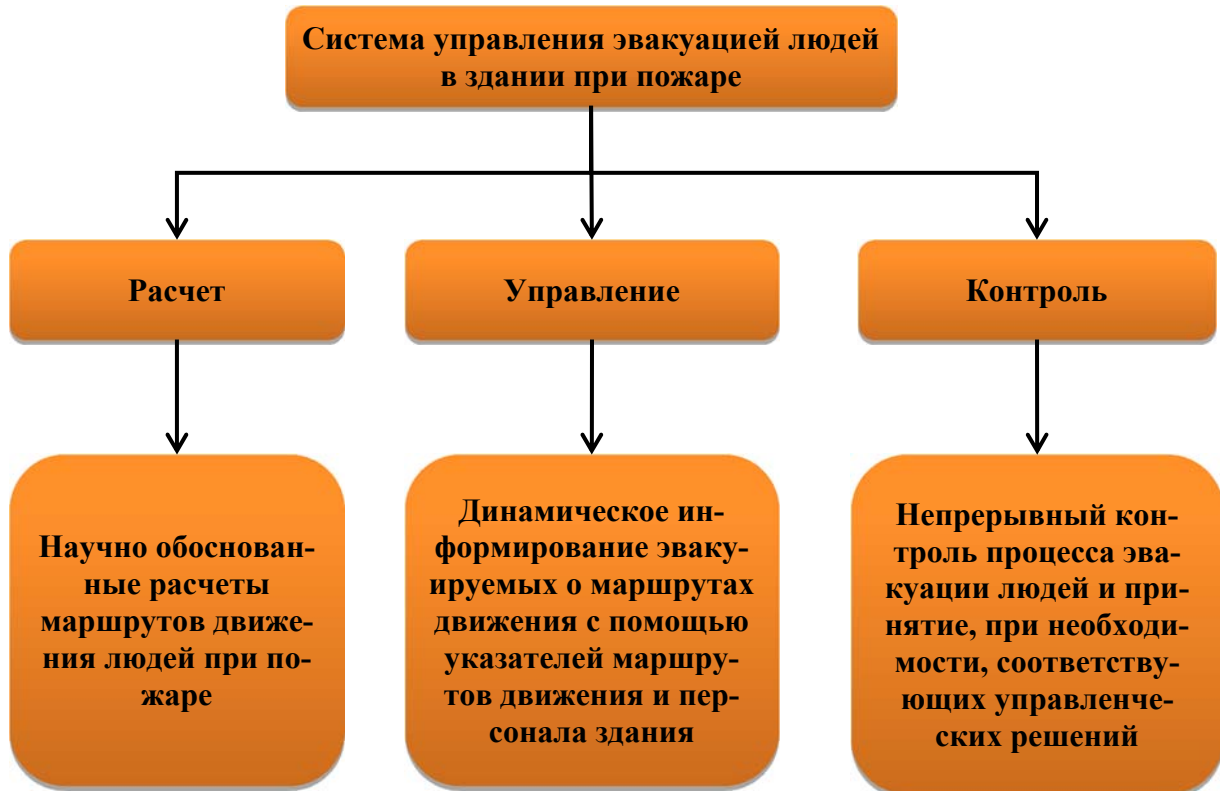 Система управления эвакуацией людей
в здании при пожаре
Расчет
Управление
Контроль
Научно обоснован-
ные расчеты
маршрутов движе-
ния людей при по-
жаре
Динамическое ин-
формирование эваку-
ируемых о маршрутах
движения с помощью
указателей маршру-
тов движения и пер-
сонала здания
Непрерывный кон-
троль процесса эва-
куации людей и при-
нятие, при необходи-
мости, соответству-
ющих управленче-
ских решений